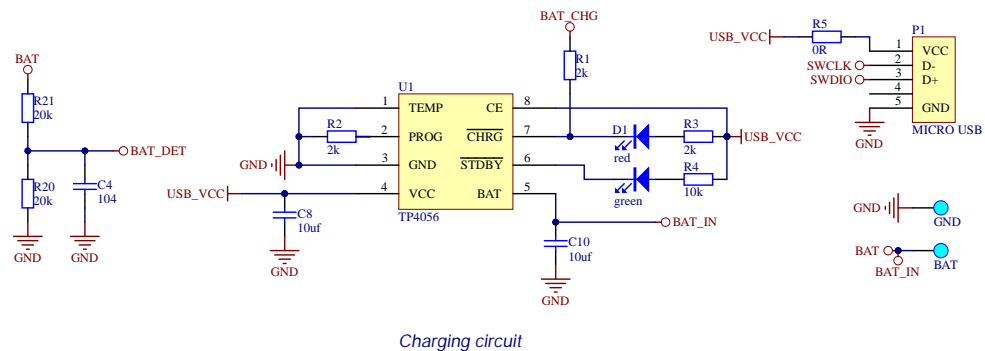 BAT
R21
20k
BAT_DET
R20
20k
C4
104
GND
GND
BAT_CHG
R1
2k
U1
1
TEMP
CE
8
R2
2k
2
PROG
CHRG
7
D1
red
R3
2k
USB_VCC
GND
3
GND
STDBY
6
green
R4
10k
USB_VCC
4
VCC
BAT
5
TP4056
C8
10uf
GND
BAT_IN
C10
10uf
GND
USB_VCC
R5
0R
P1
1
VCC
SWCLK
2
D-
SWDIO
3
D+
4
5
GND
MICRO USB
GND
GND
GND
BAT
BAT_IN
BAT
Charging circuit